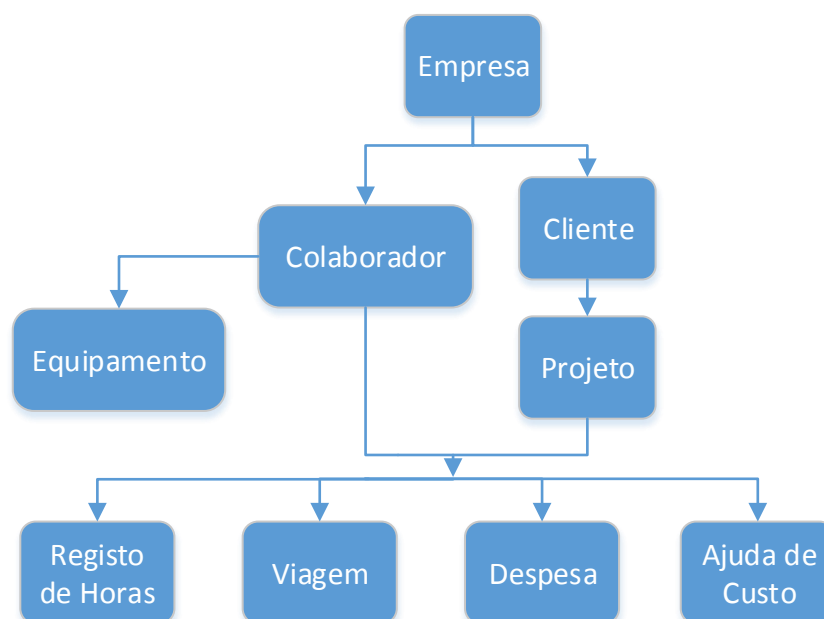 Empresa
Cliente
Colaborador
Equipamento
Projeto
Registo
de Horas
Viagem
Despesa
Ajuda de
Custo